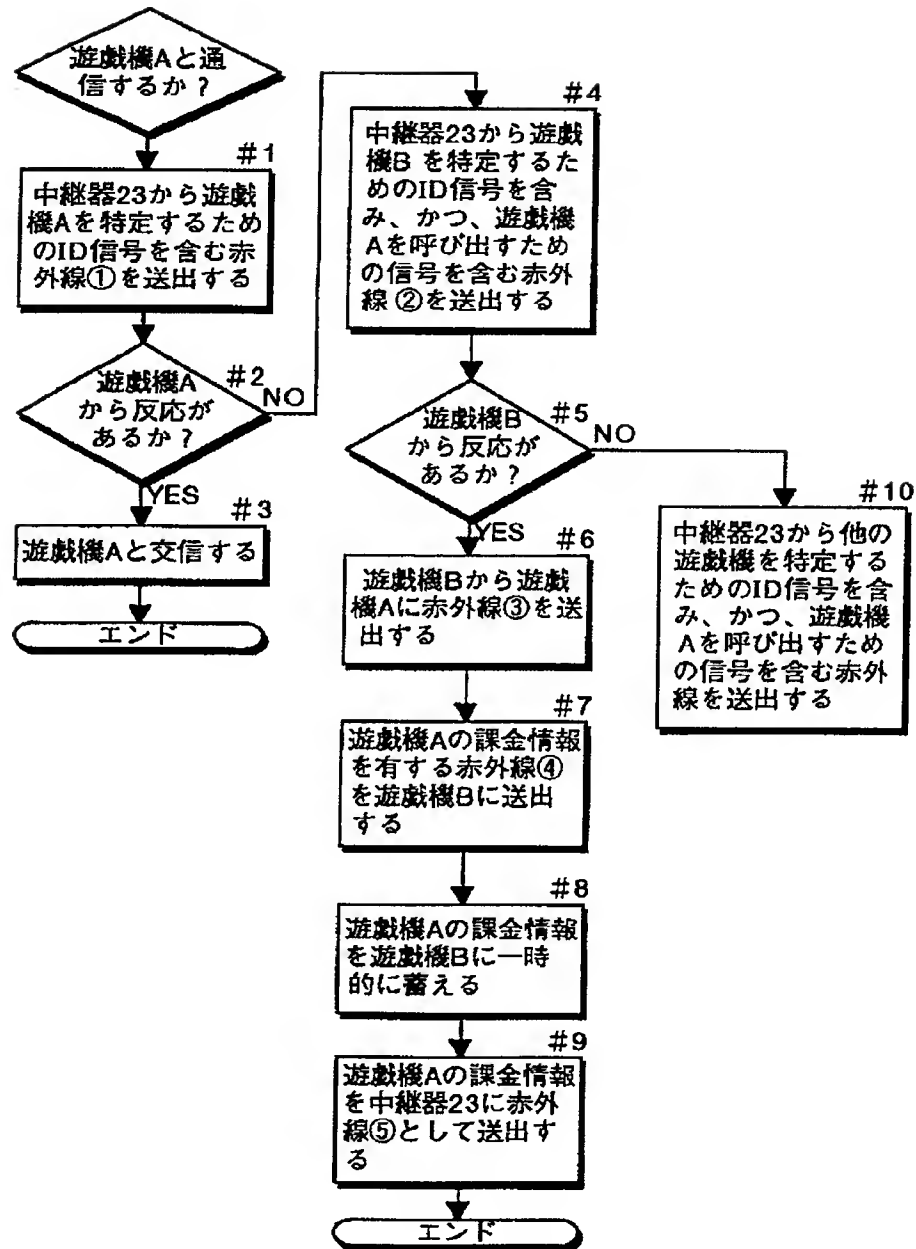 遊戯機Aと通
信するか？
#1
中継器23から遊戯
機Aを特定するため
のID信号を含む赤
外線①を送出する
遊戯機A
から反応が
あるか？
#2
NO
YES
#3
遊戯機Aと交信する
エンド
#4
中継器23から遊戯
機Bを特定するた
めのID信号を含
み、かつ、遊戯機
Aを呼び出すため
の信号を含む赤外
線②を送出する
遊戯機B
から反応が
あるか？
#5
NO
YES
#6
遊戯機Bから遊戯
機Aに赤外線③を送
出する
#7
遊戯機Aの課金情報
を有する赤外線④
を遊戯機Bに送出
する
#8
遊戯機Aの課金情報
を遊戯機Bに一時
的に蓄える
#9
遊戯機Aの課金情報
を中継器23に赤外
線⑤として送出す
る
エンド
#10
中継器23から他の
遊戯機を特定する
ためのID信号を含
み、かつ、遊戯機
Aを呼び出すため
の信号を含む赤外
線を送出する